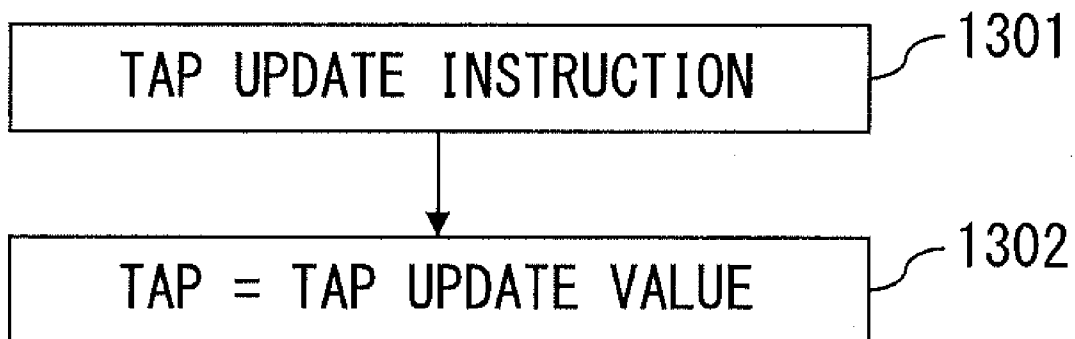 TAP UPDATE INSTRUCTION
1301
TAP = TAP UPDATE VALUE
1302